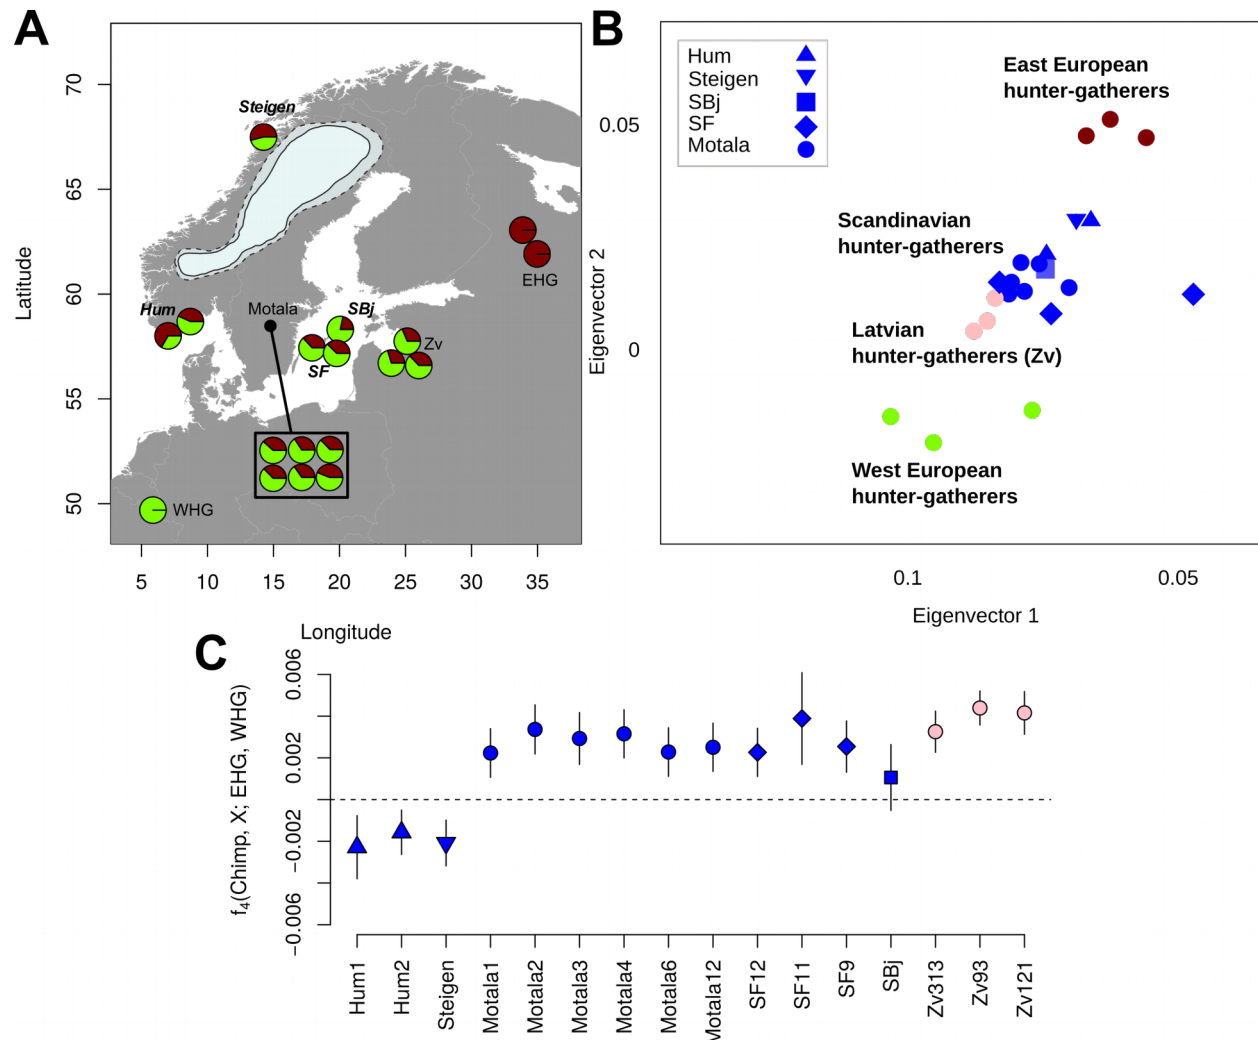 A
70
65
60
55
50
Latitude
5
10
15
20
25
30
35
Longitude
Steigen
Hum
Motala
SBj
SF
Zv
EHG
WHG
B
Hum
Steigen
SBj
SF
Motala
East European
hunter-gatherers
Scandinavian
hunter-gatherers
Latvian
hunter-gatherers (Zv)
West European
hunter-gatherers
0.05
0
Eigenvector 2
0.1
0.05
Eigenvector 1
C
f4(Chimp, X; EHG, WHG)
0.006
0.002
−0.002
−0.006
Hum1
Hum2
Steigen
Motala1
Motala2
Motala3
Motala4
Motala6
Motala12
SF12
SF11
SF9
SBj
Zv313
Zv93
Zv121